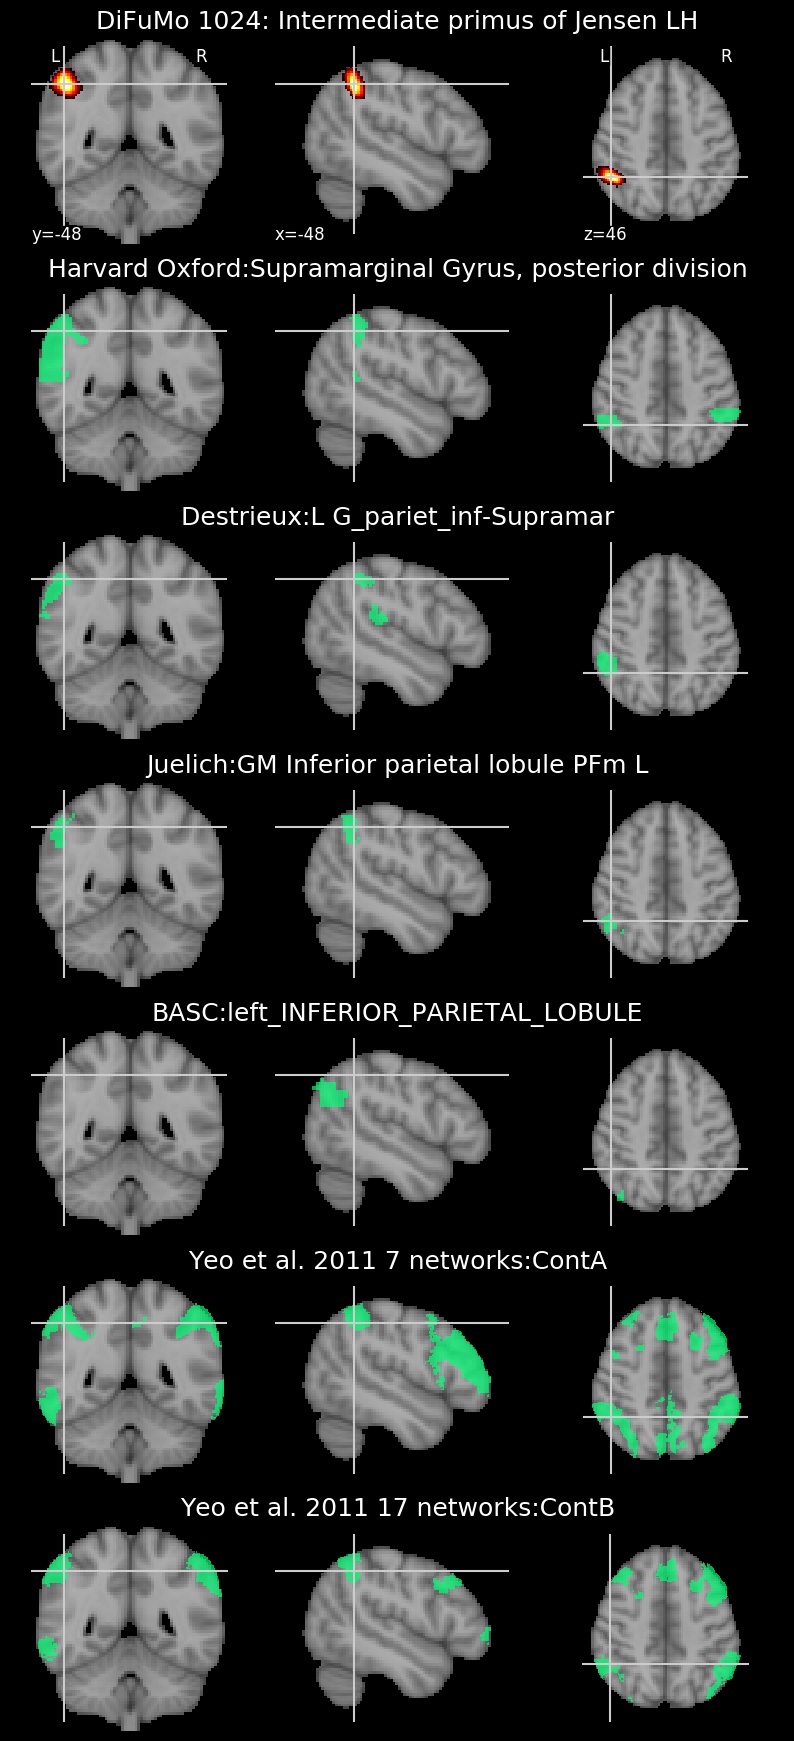 DiFuMo 1024: Intermediate primus of Jensen LH
L R L R
y=-48 x=-48 z=46
Harvard Oxford:Supramarginal Gyrus, posterior division
Destrieux:L G_pariet_inf-Supramar
Juelich:GM Inferior parietal lobule PFm L
BASC:left_INFERIOR_PARIETAL_LOBULE
Yeo et al. 2011 7 networks:ContA
Yeo et al. 2011 17 networks:ContB